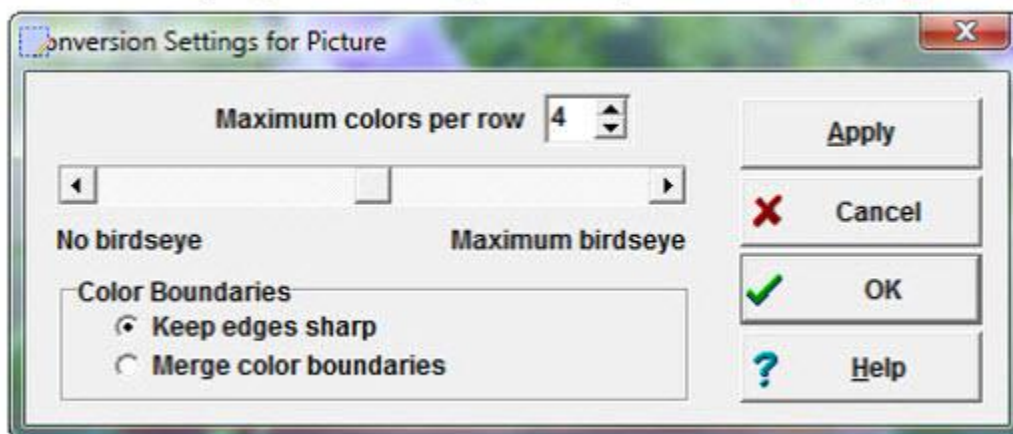 onversion Settings for Picture
Maximum colors per row 4
Apply
Cancel
No birdseye Maximum birdseye
Color Boundaries
OK
Keep edges sharp
Merge color boundaries
? Help